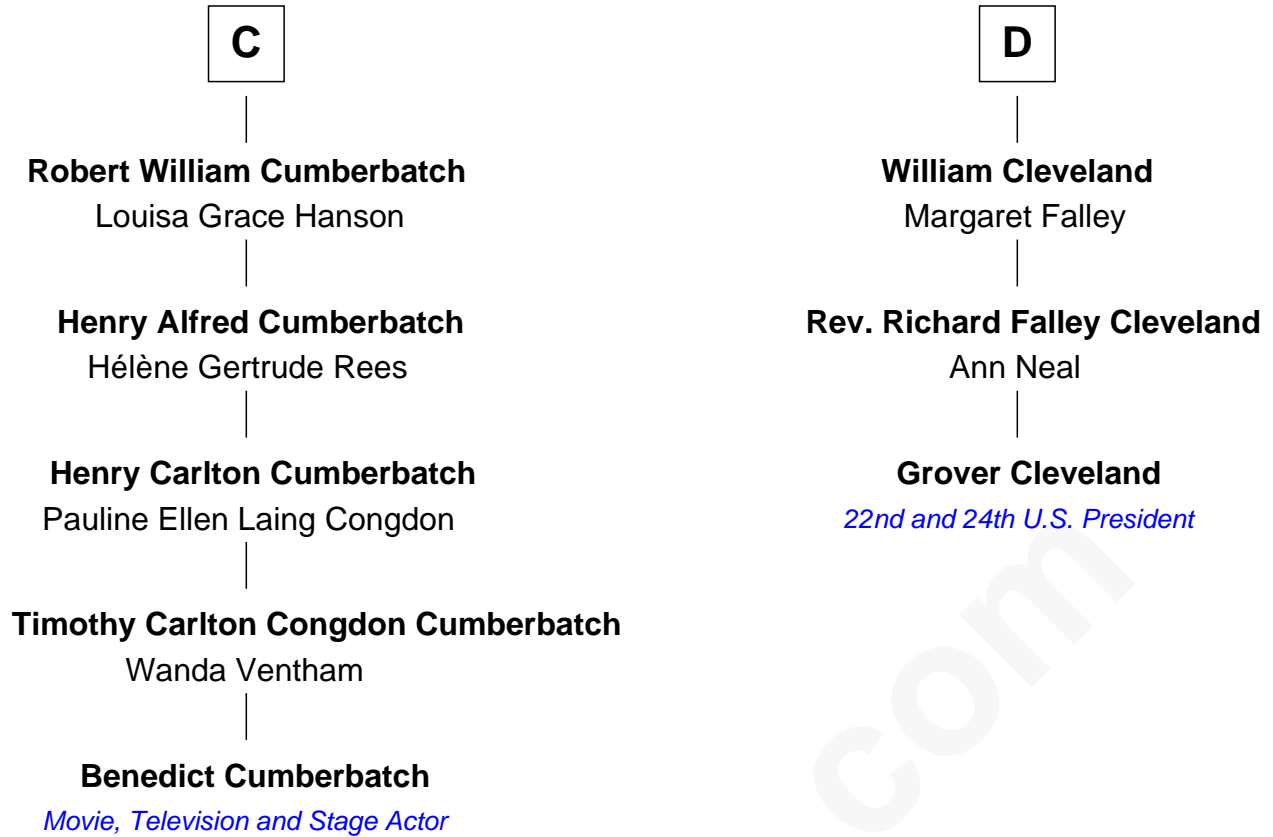 C
Robert William Cumberbatch
Louisa Grace Hanson
Henry Alfred Cumberbatch
Hélène Gertrude Rees
Henry Carlton Cumberbatch
Pauline Ellen Laing Congdon
Timothy Carlton Congdon Cumberbatch
Wanda Ventham
Benedict Cumberbatch
Movie, Television and Stage Actor
D
William Cleveland
Margaret Falley
Rev. Richard Falley Cleveland
Ann Neal
Grover Cleveland
22nd and 24th U.S. President
com